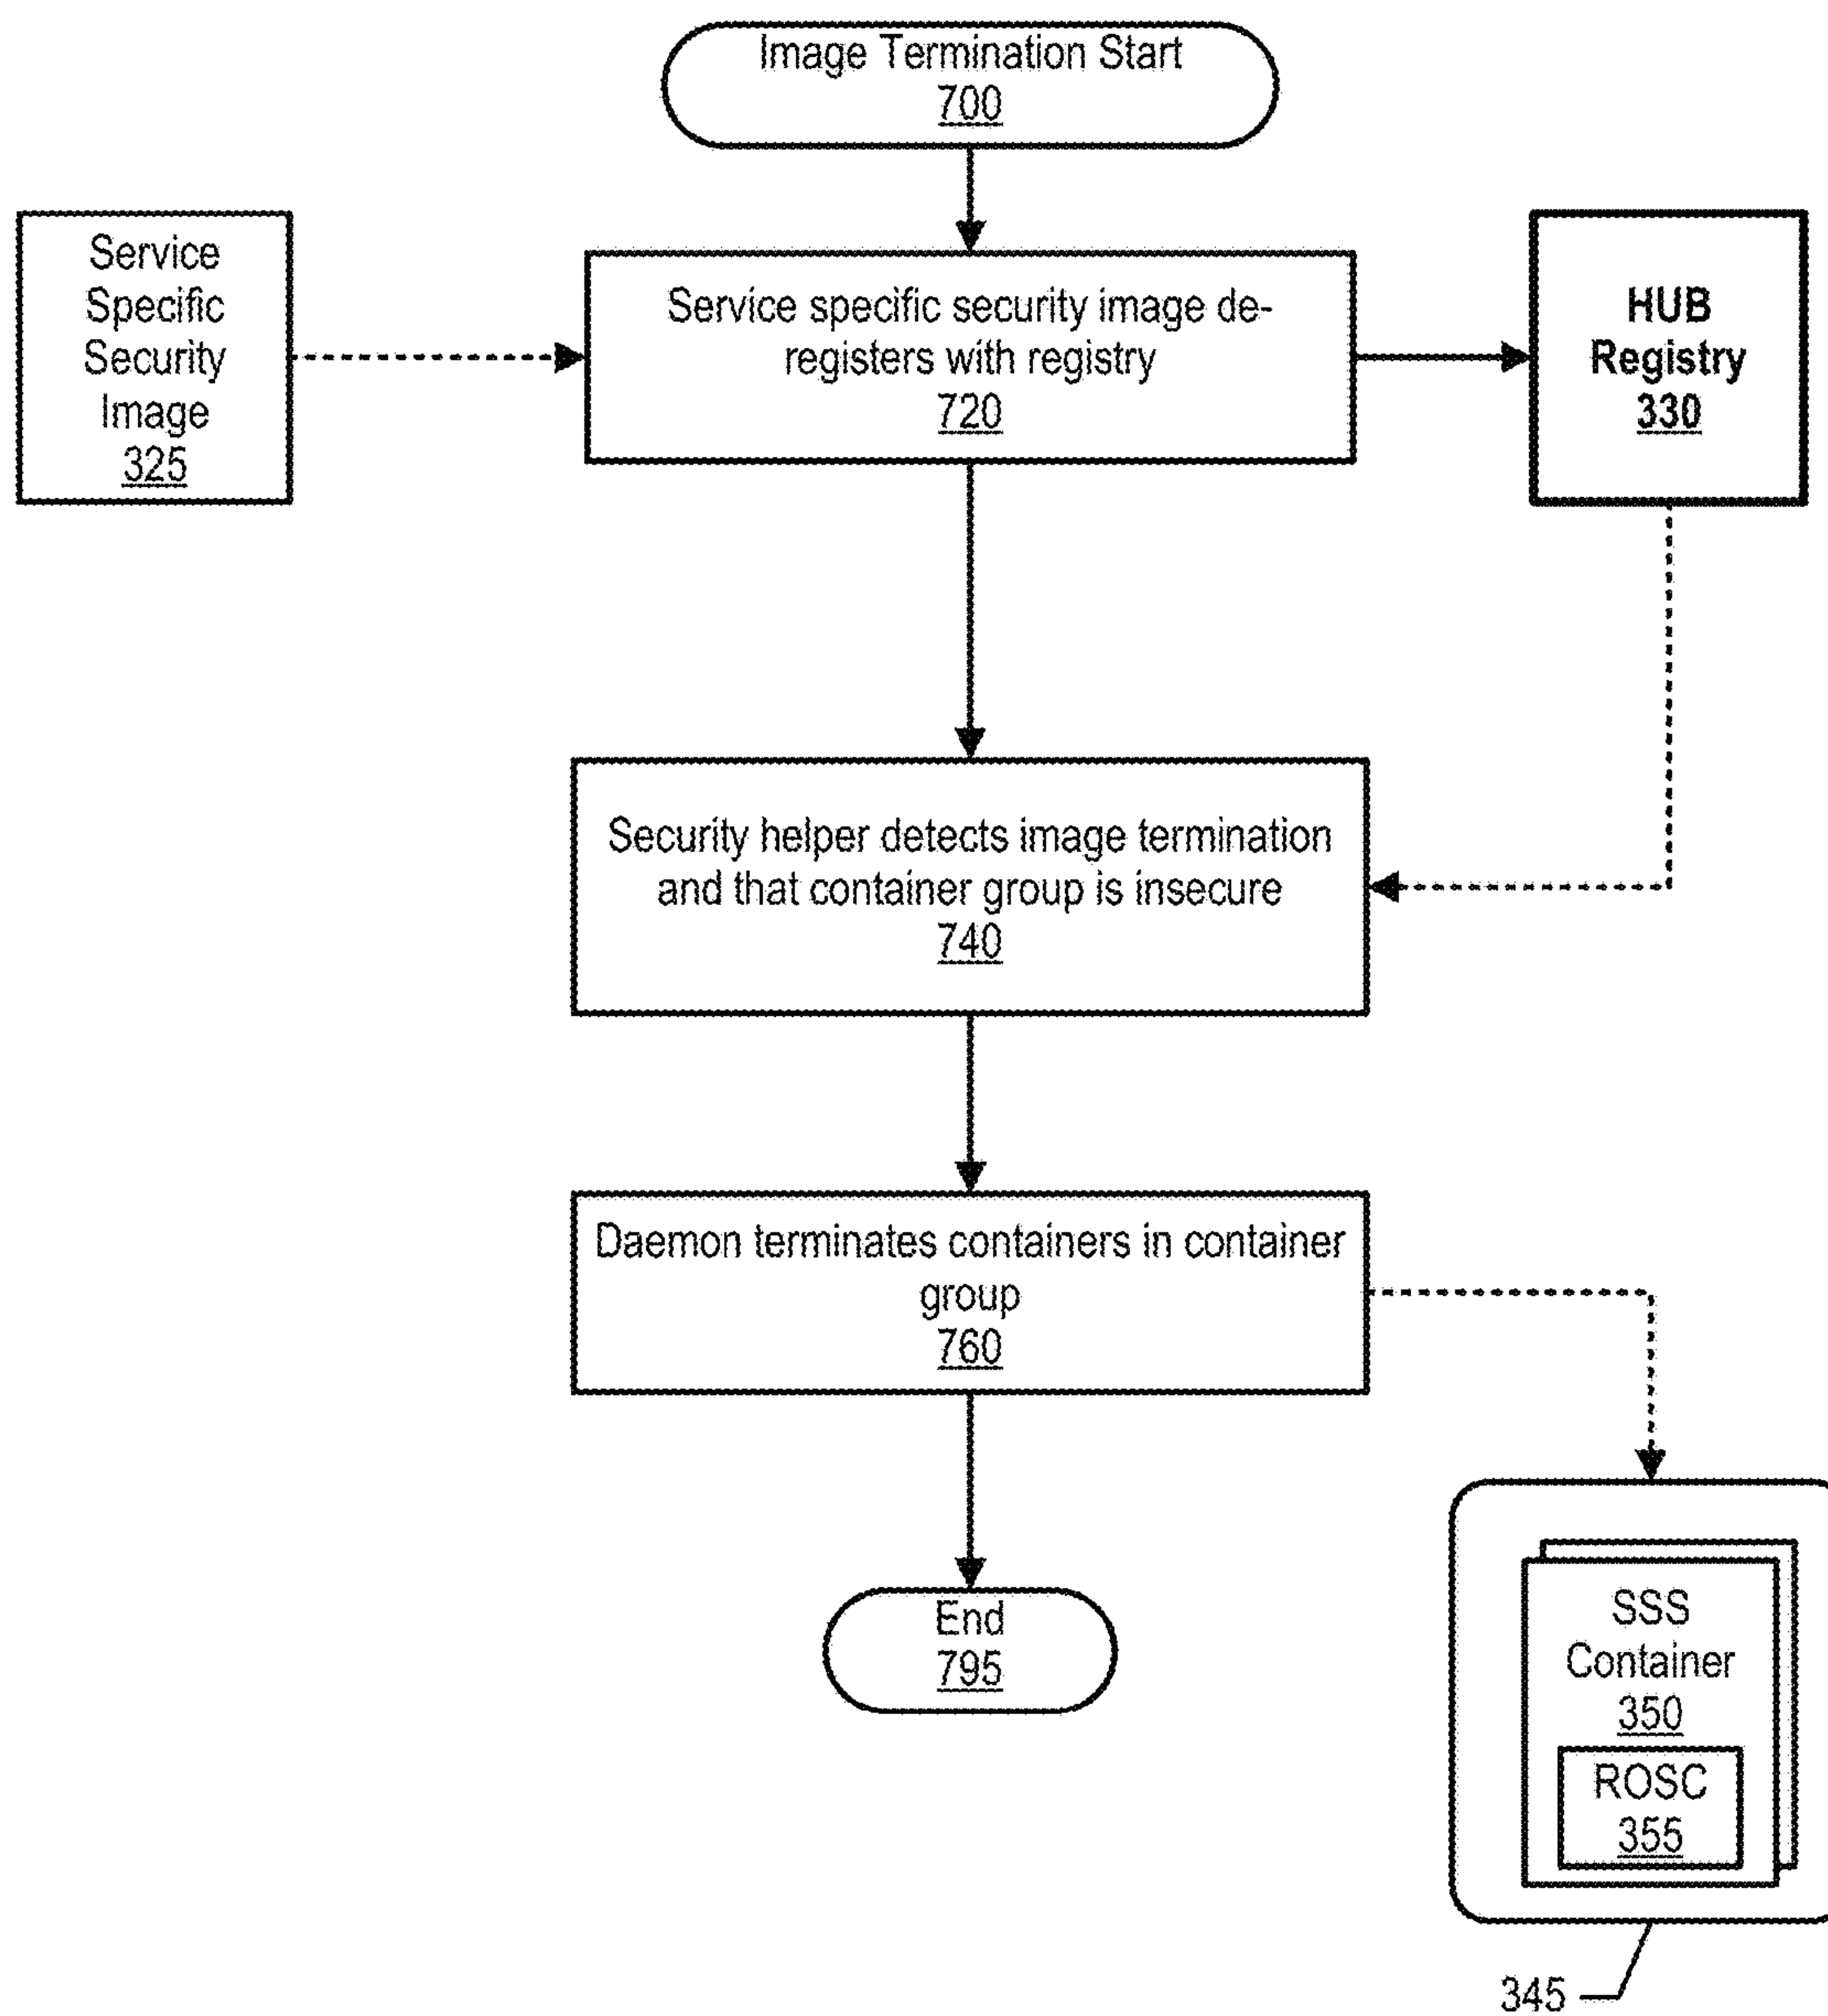 Image Termination Start
700
Service
Specific
Security
Image
325
Service specific security image de-
registers with registry
720
HUB
Registry
330
Security helper detects image termination
and that container group is insecure
740
Daemon terminates containers in container
group
760
End
795
SSS
Container
350
ROSC
355
345